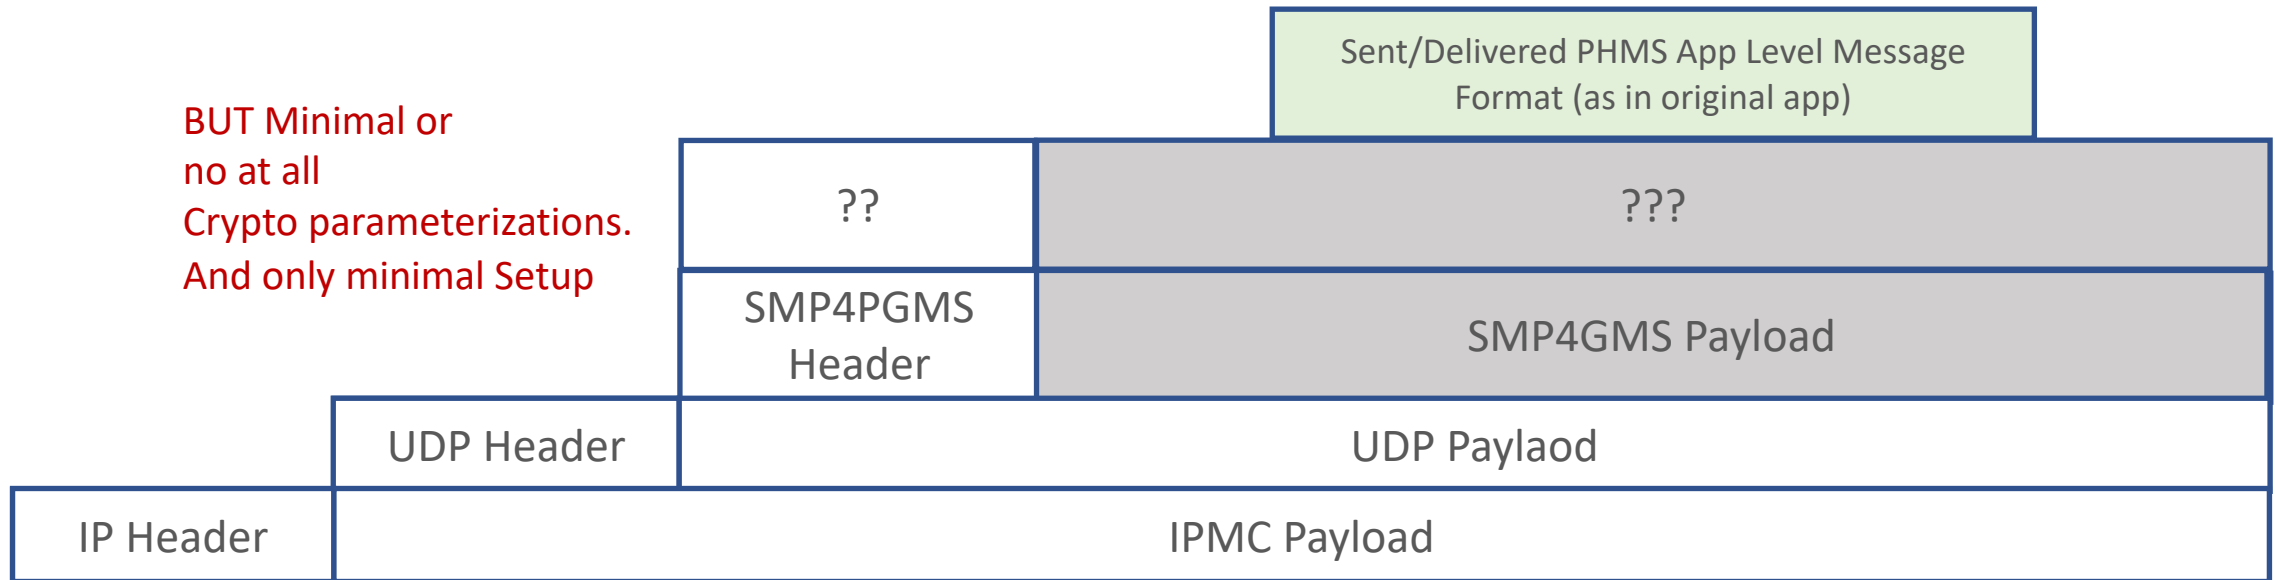 Sent/Delivered PHMS App Level Message
Format (as in original app)
BUT Minimal or
no at all
Crypto parameterizations.
And only minimal Setup
??
???
SMP4PGMS
Header
SMP4GMS Payload
UDP Header
UDP Paylaod
IP Header
IPMC Payload